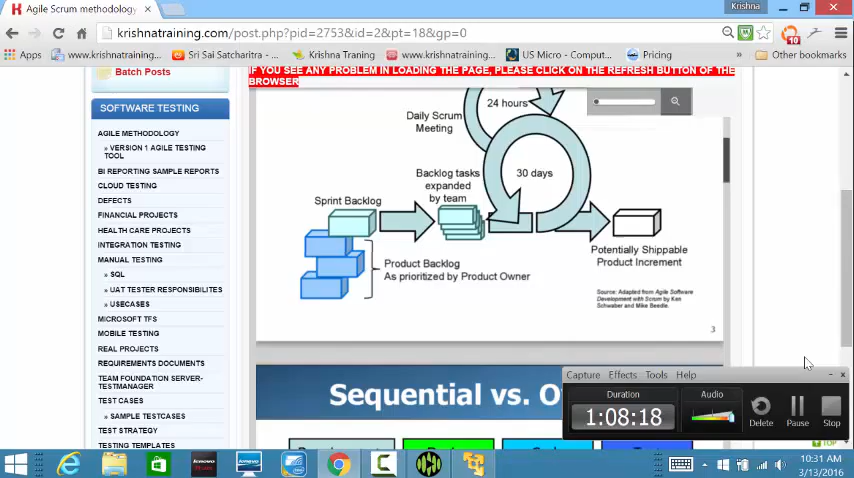 Agile Scrum methodology
Krishna
krishnatraining.com/post.php?pid=2753&id=2&pt=18&gp=0
10
Apps
www.krishnatraining...
Sri Sai Satcharitra - ...
Krishna Traning
www.krishnatraining...
US Micro - Comput...
Pricing
»
Other bookmarks
Batch Posts
IF YOU SEE ANY PROBLEM IN LOADING THE PAGE, PLEASE CLICK ON THE REFRESH BUTTON OF THE
BROWSER
SOFTWARE TESTING
AGILE METHODOLOGY
» VERSION 1 AGILE TESTING
TOOL
BI REPORTING SAMPLE REPORTS
CLOUD TESTING
DEFECTS
FINANCIAL PROJECTS
HEALTH CARE PROJECTS
INTEGRATION TESTING
MANUAL TESTING
» SQL
» UAT TESTER RESPONSIBILITES
» USECASES
MICROSOFT TFS
MOBILE TESTING
REAL PROJECTS
REQUIREMENTS DOCUMENTS
TEAM FOUNDATION SERVER-
TESTMANAGER
TEST CASES
» SAMPLE TESTCASES
TEST STRATEGY
TESTING TEMPLATES
24 hours
Daily Scrum
Meeting
Backlog tasks
expanded
by team
30 days
Sprint Backlog
Potentially Shippable
Product Increment
Product Backlog
As prioritized by Product Owner
Source: Adapted from Agile Software
Development with Scrum by Ken
Schwaber and Mike Beedle.
3
Sequential vs. O
Capture
Effects
Tools
Help
Duration
Audio
1:08:18
Delete
Pause
Stop
TOP
lenovo
lenovo
10:31 AM
3/13/2016